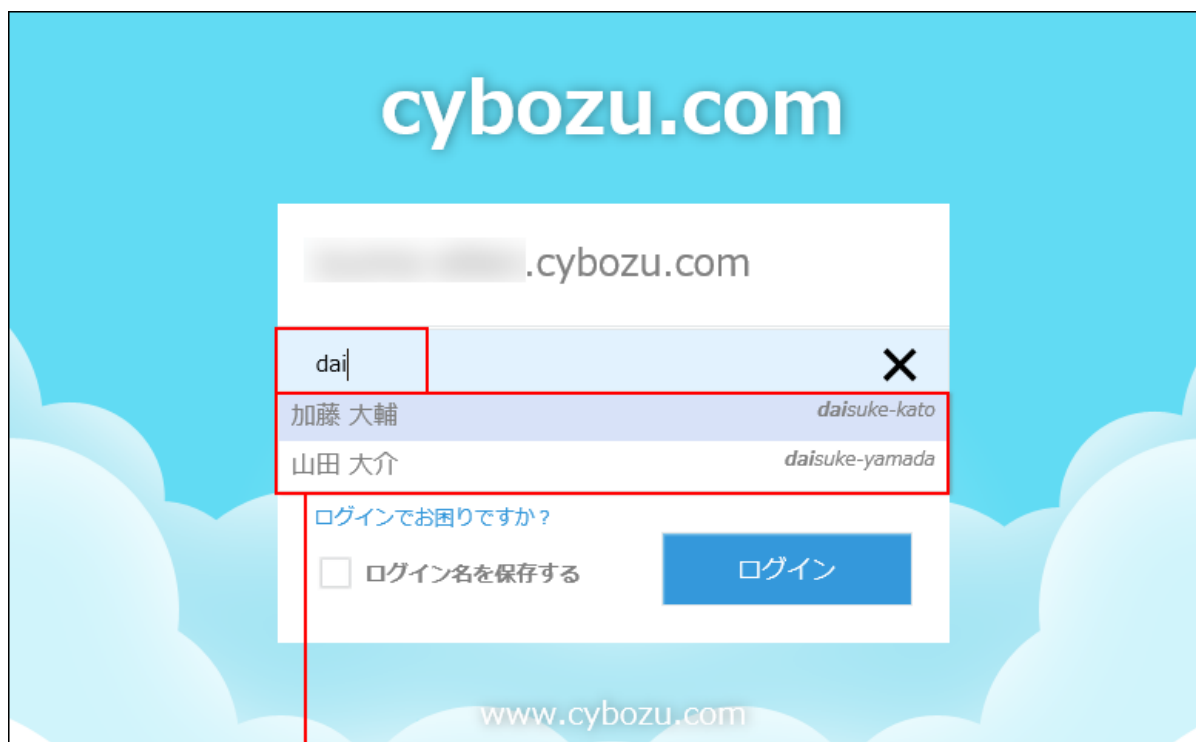 cybozu.com
.cybozu.com
dai
加藤 大輔 daisuke-kato
山田 大介 daisuke-yamada
ログインでお困りですか？
ログイン名を保存する ログイン
www.cybozu.com